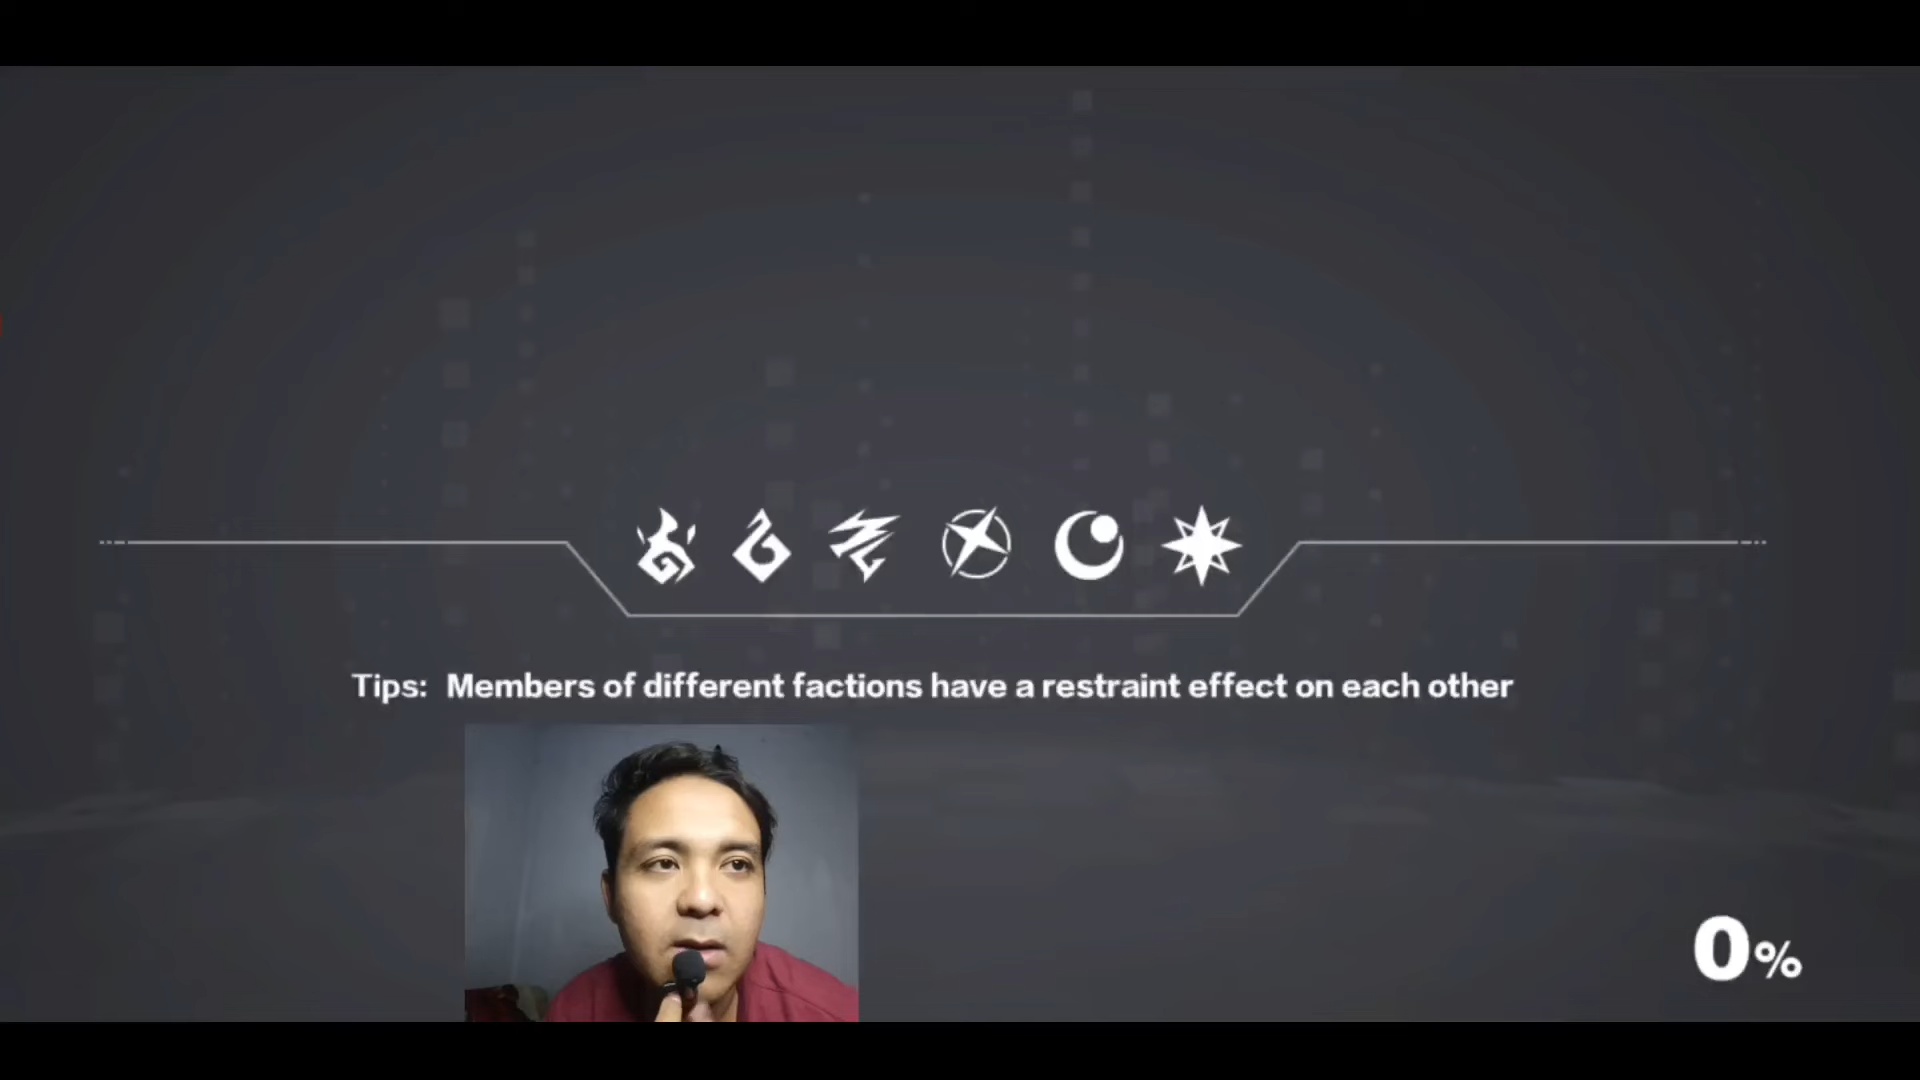 Tips: Members of different factions have a restraint effect on each other
0%